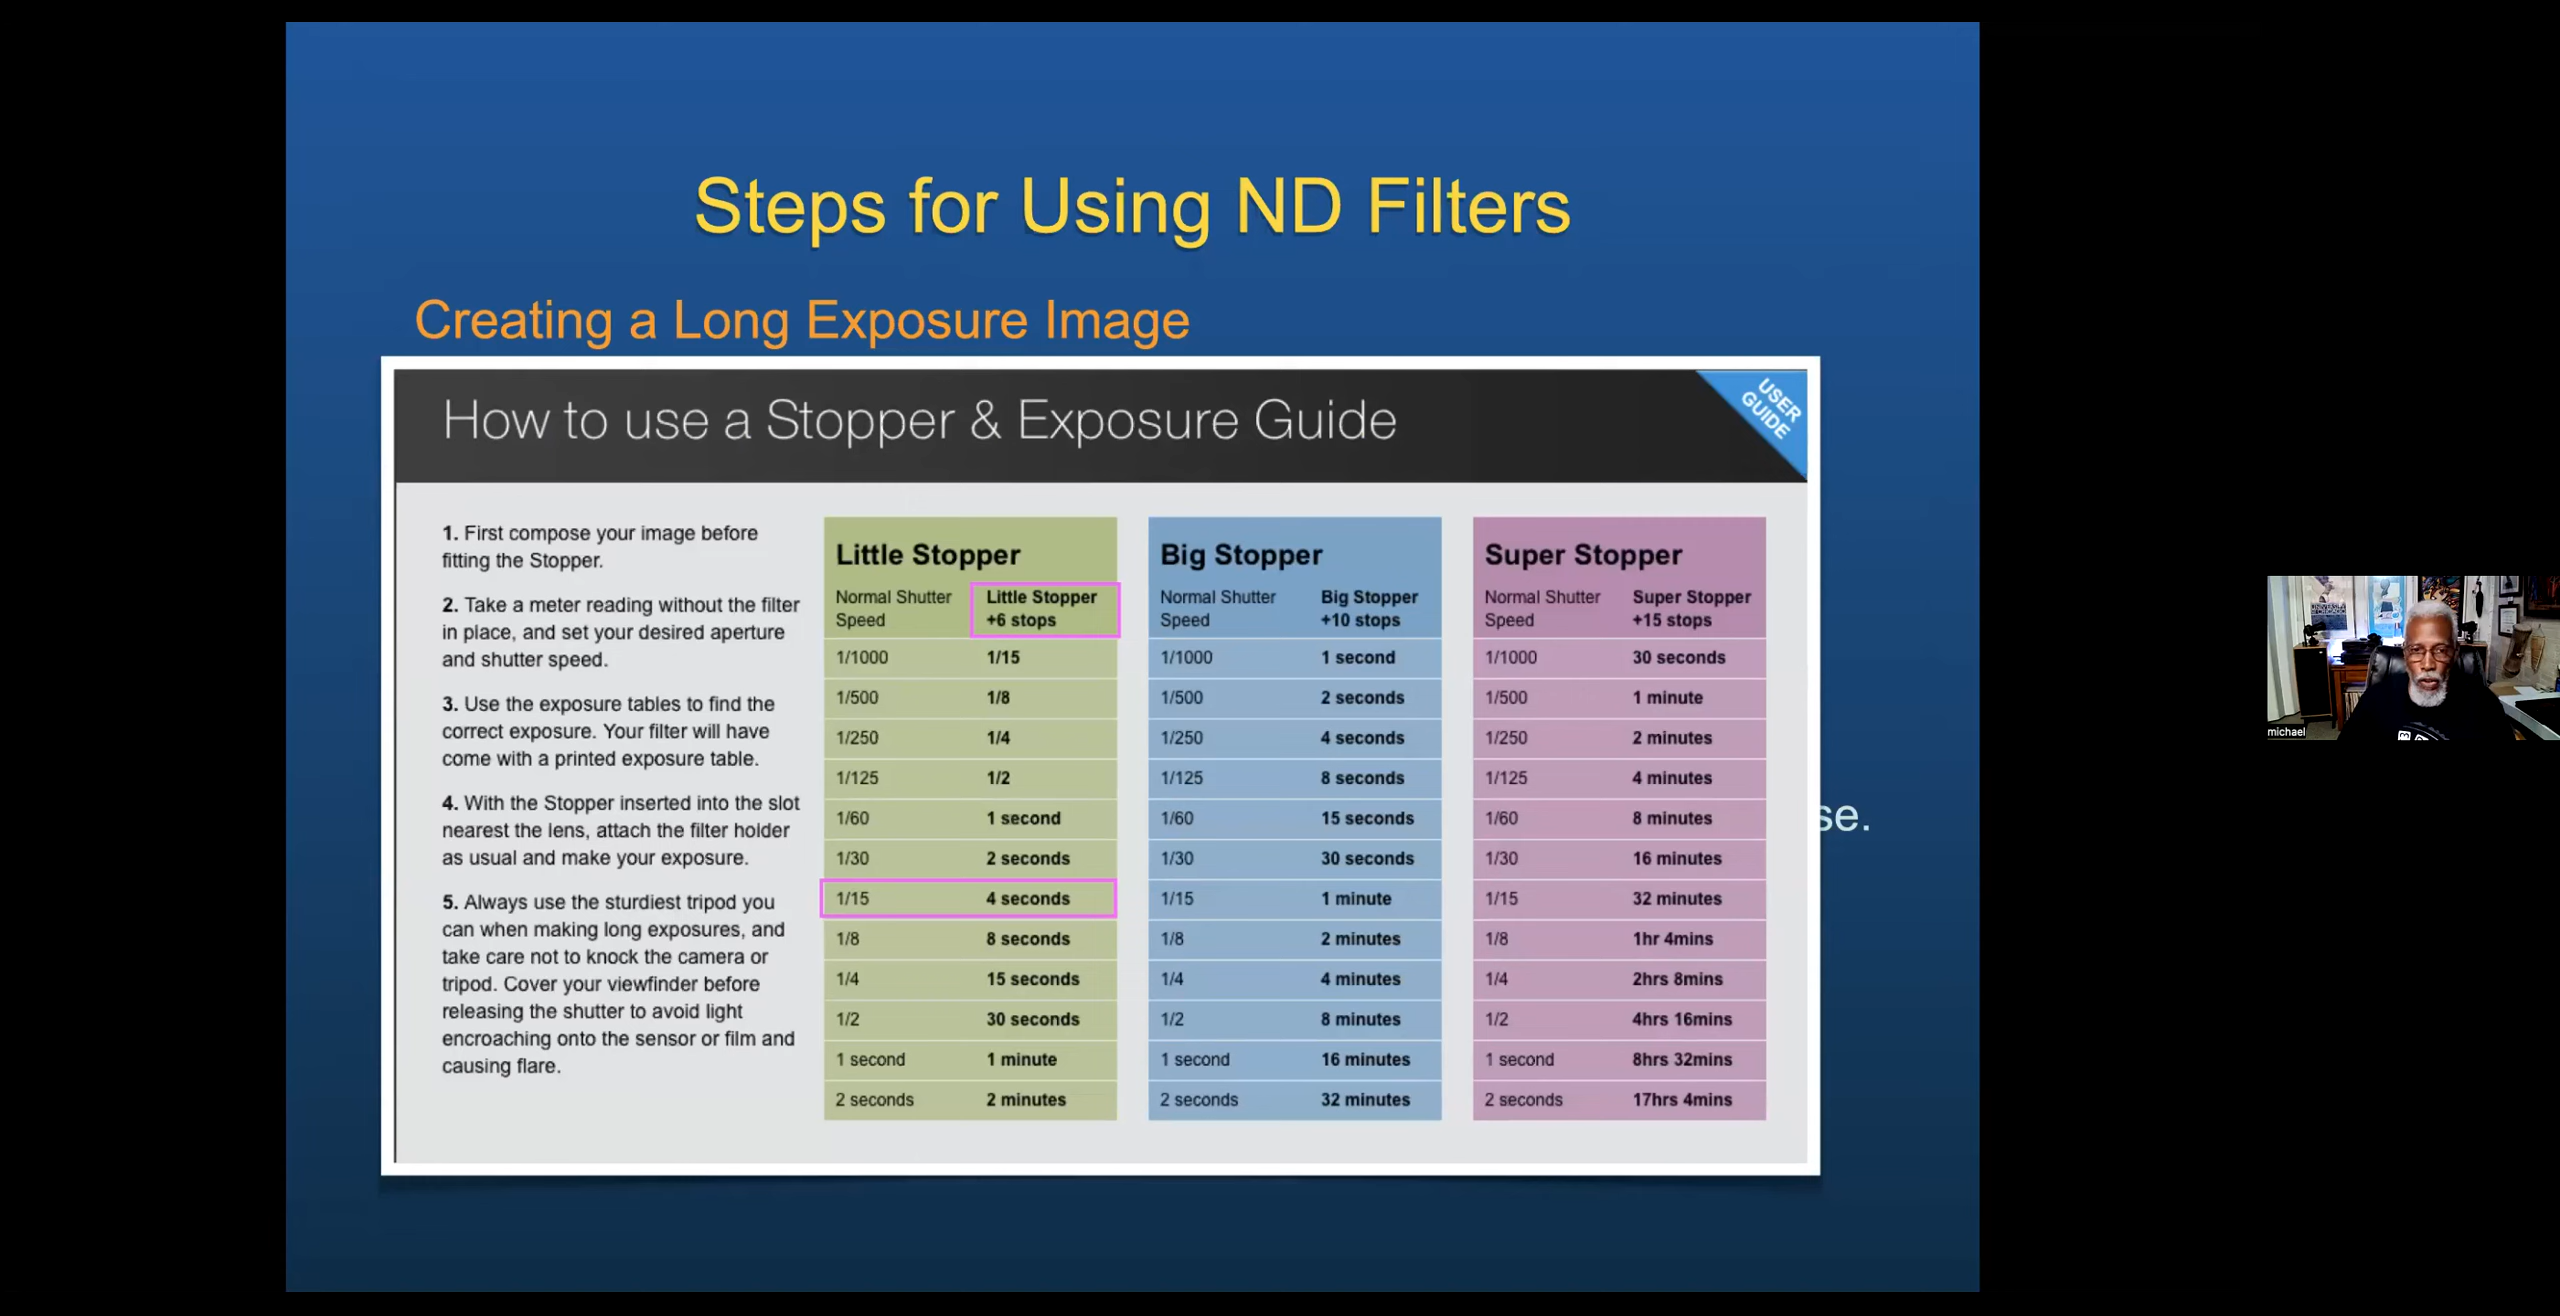 Steps for Using ND Filters
Creating a Long Exposure Image
How to use a Stopper & Exposure Guide
USER
GUIDE
1. First compose your image before
fitting the Stopper.
2. Take a meter reading without the filter
in place, and set your desired aperture
and shutter speed.
3. Use the exposure tables to find the
correct exposure. Your filter will have
come with a printed exposure table.
4. With the Stopper inserted into the slot
nearest the lens, attach the filter holder
as usual and make your exposure.
5. Always use the sturdiest tripod you
can when making long exposures, and
take care not to knock the camera or
tripod. Cover your viewfinder before
releasing the shutter to avoid light
encroaching onto the sensor or film and
causing flare.
Little Stopper
Normal Shutter Little Stopper
Speed +6 stops
1/1000 1/15
1/500 1/8
1/250 1/4
1/125 1/2
1/60 1 second
1/30 2 seconds
1/15 4 seconds
1/8 8 seconds
1/4 15 seconds
1/2 30 seconds
1 second 1 minute
2 seconds 2 minutes
Big Stopper
Normal Shutter Big Stopper
Speed +10 stops
1/1000 1 second
1/500 2 seconds
1/250 4 seconds
1/125 8 seconds
1/60 15 seconds
1/30 30 seconds
1/15 1 minute
1/8 2 minutes
1/4 4 minutes
1/2 8 minutes
1 second 16 minutes
2 seconds 32 minutes
Super Stopper
Normal Shutter Super Stopper
Speed +15 stops
1/1000 30 seconds
1/500 1 minute
1/250 2 minutes
1/125 4 minutes
1/60 8 minutes
1/30 16 minutes
1/15 32 minutes
1/8 1hr 4mins
1/4 2hrs 8mins
1/2 4hrs 16mins
1 second 8hrs 32mins
2 seconds 17hrs 4mins
se.
michael